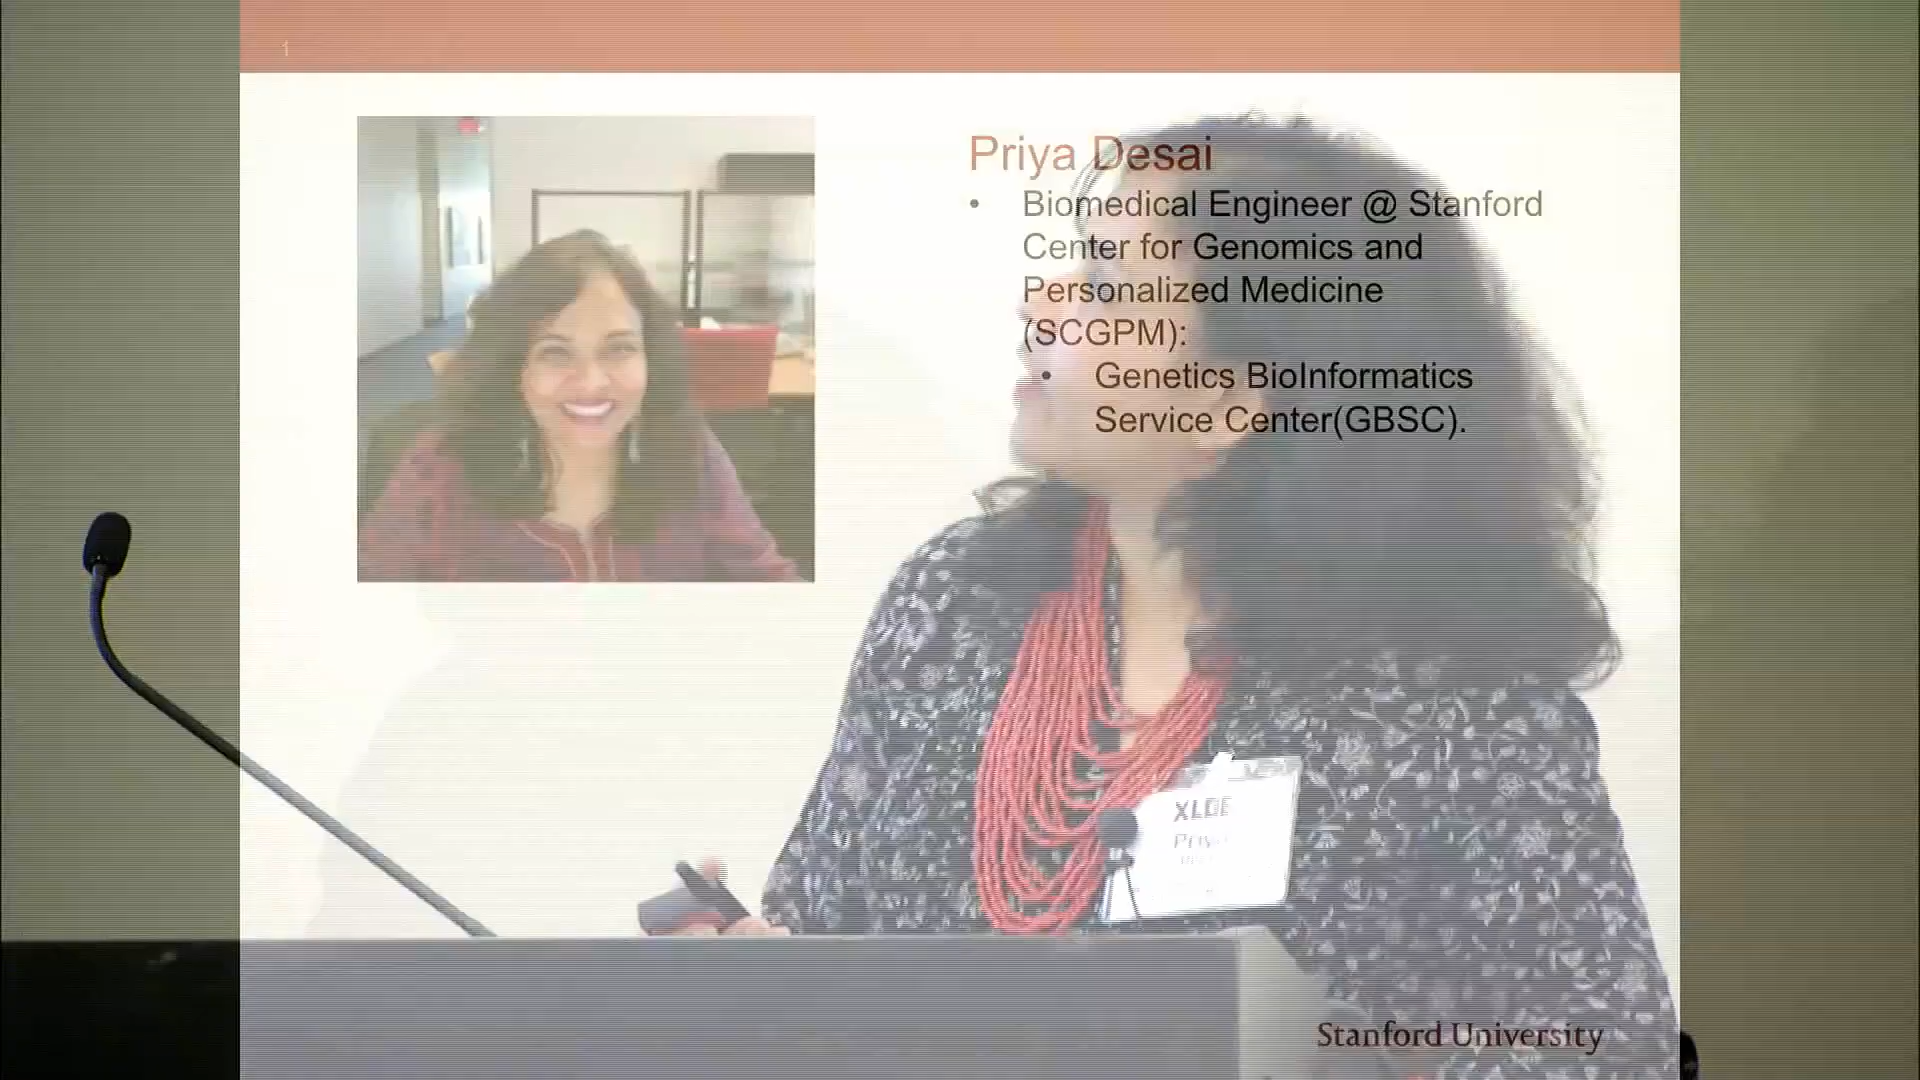 1
Priya Desai
• Biomedical Engineer @ Stanford
Center for Genomics and
Personalized Medicine
(SCGPM):
• Genetics BioInformatics
Service Center(GBSC).
XLDB
Priya
Stanford University